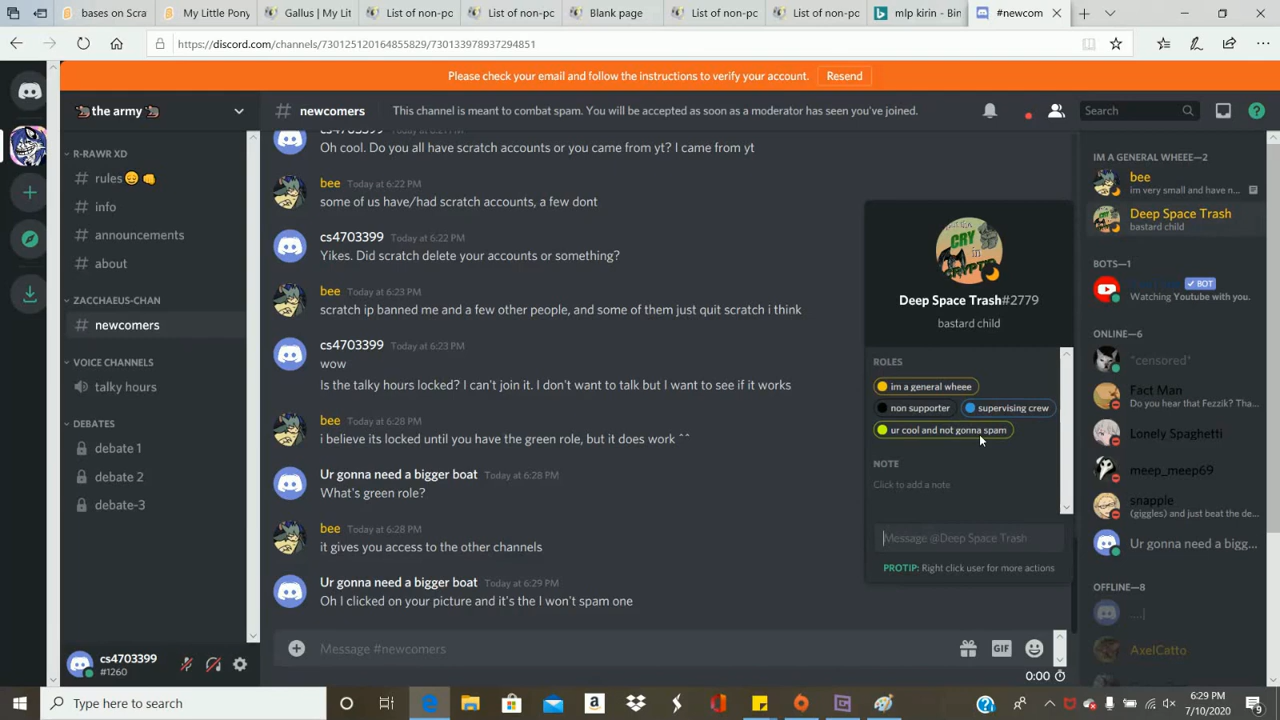 bases on Scra
My Little Pony
Gallus | My Lit
List of non-pc
List of non-pc
Blank page
List of non-pc
List of non-pc
mlp kirin - Bin
#newcom
https://discord.com/channels/730125120164855829/730133978937294851
Please check your email and follow the instructions to verify your account.
Resend
the army
# newcomers
This channel is meant to combat spam. You will be accepted as soon as a moderator has seen you've joined.
Search
R-RAWR XD
# rules
# info
# announcements
# about
ZACCHAEUS-CHAN
# newcomers
VOICE CHANNELS
talky hours
DEBATES
debate 1
debate 2
debate-3
cs4703399
#1260
cs4703399
Oh cool. Do you all have scratch accounts or you came from yt? I came from yt
bee Today at 6:22 PM
some of us have/had scratch accounts, a few dont
cs4703399 Today at 6:22 PM
Yikes. Did scratch delete your accounts or something?
bee Today at 6:23 PM
scratch ip banned me and a few other people, and some of them just quit scratch i think
cs4703399 Today at 6:23 PM
wow
Is the talky hours locked? I can't join it. I don't want to talk but I want to see if it works
bee Today at 6:28 PM
i believe its locked until you have the green role, but it does work ^^
Ur gonna need a bigger boat Today at 6:28 PM
What's green role?
bee Today at 6:28 PM
it gives you access to the other channels
Ur gonna need a bigger boat Today at 6:29 PM
Oh I clicked on your picture and it's the I won't spam one
Message #newcomers
GIF
0:00
CRY
in
Deep Space Trash#2779
bastard child
ROLES
im a general wheee
non supporter
supervising crew
ur cool and not gonna spam
NOTE
Click to add a note
Message @Deep Space Trash
PROTIP: Right click user for more actions
IM A GENERAL WHEEE—2
bee
im very small and have n...
Deep Space Trash
bastard child
BOTS—1
BOT
Watching Youtube with you.
ONLINE—6
*censored*
Fact Man
Do you hear that Fezzik? That...
Lonely Spaghetti
meep_meep69
snapple
(giggles) and just beat the de...
Ur gonna need a bigg...
OFFLINE—8
...|
AxelCatto
Type here to search
6:29 PM
7/10/2020
9